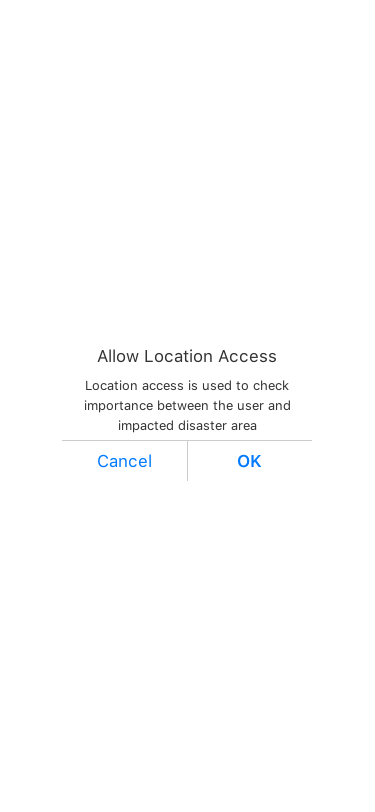 Allow Location Access
Location access is used to check
importance between the user and
impacted disaster area
Cancel
OK